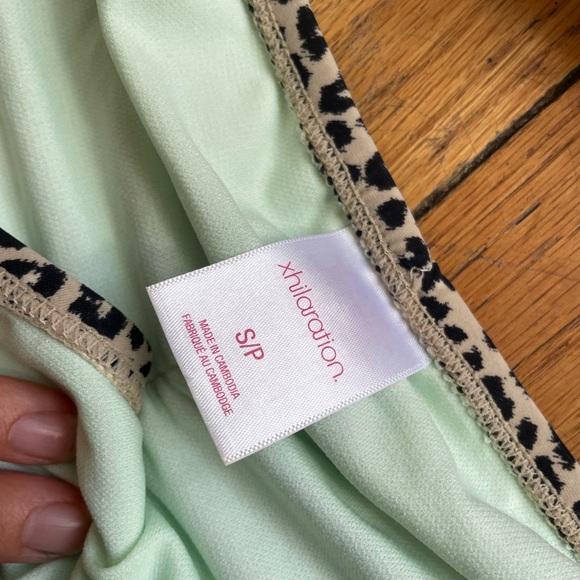 xhilaration.
S/P
MADE IN CAMBODIA
FABRIQUÉ AU CAMBODGE